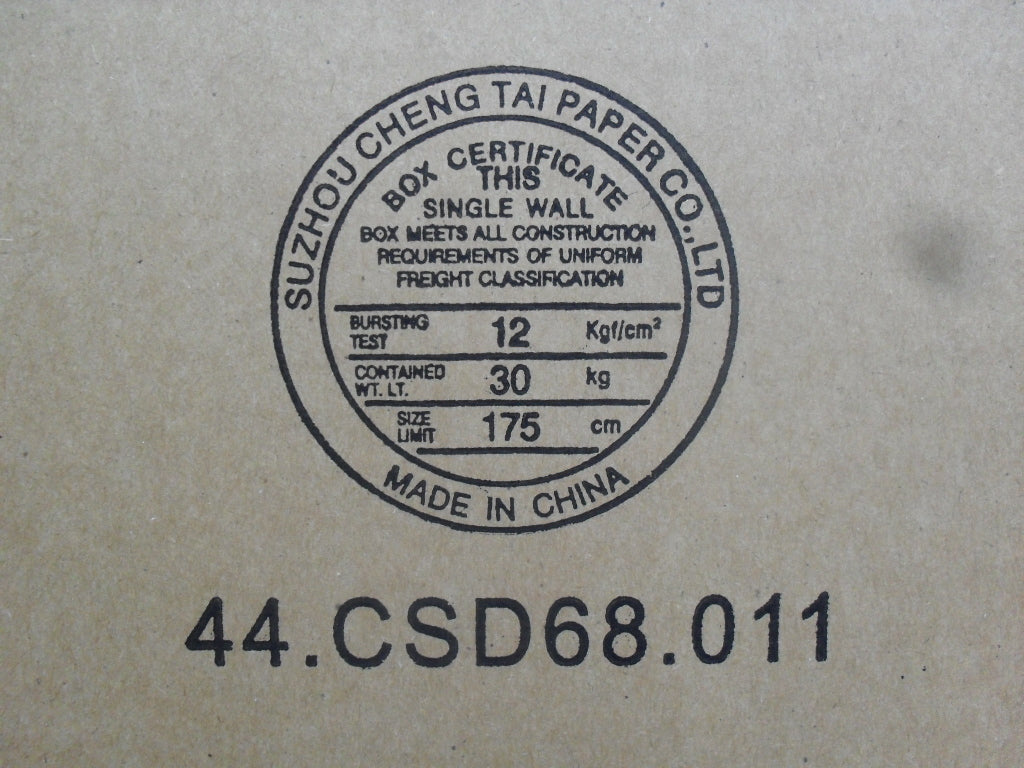 SUZHOU CHENG TAI PAPER CO.,LTD
BOX CERTIFICATE
THIS
SINGLE WALL
BOX MEETS ALL CONSTRUCTION
REQUIREMENTS OF UNIFORM
FREIGHT CLASSIFICATION
BURSTING TEST 12 Kgf/cm²
CONTAINED WT. LT. 30 kg
SIZE LIMIT 175 cm
MADE IN CHINA
44.CSD68.011